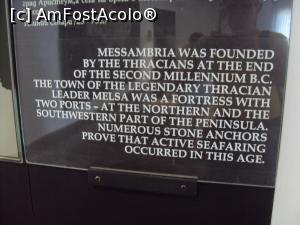 [c] AmFostAcolo®
MESSAMBRIA WAS FOUNDED
BY THE THRACIANS AT THE END
OF THE SECOND MILLENNIUM B.C.
THE TOWN OF THE LEGENDARY THRACIAN
LEADER MELSA WAS A FORTRESS WITH
TWO PORTS – AT THE NORTHERN AND THE
SOUTHWESTERN PART OF THE PENINSULA.
NUMEROUS STONE ANCHORS
PROVE THAT ACTIVE SEAFARING
OCCURRED IN THIS AGE.